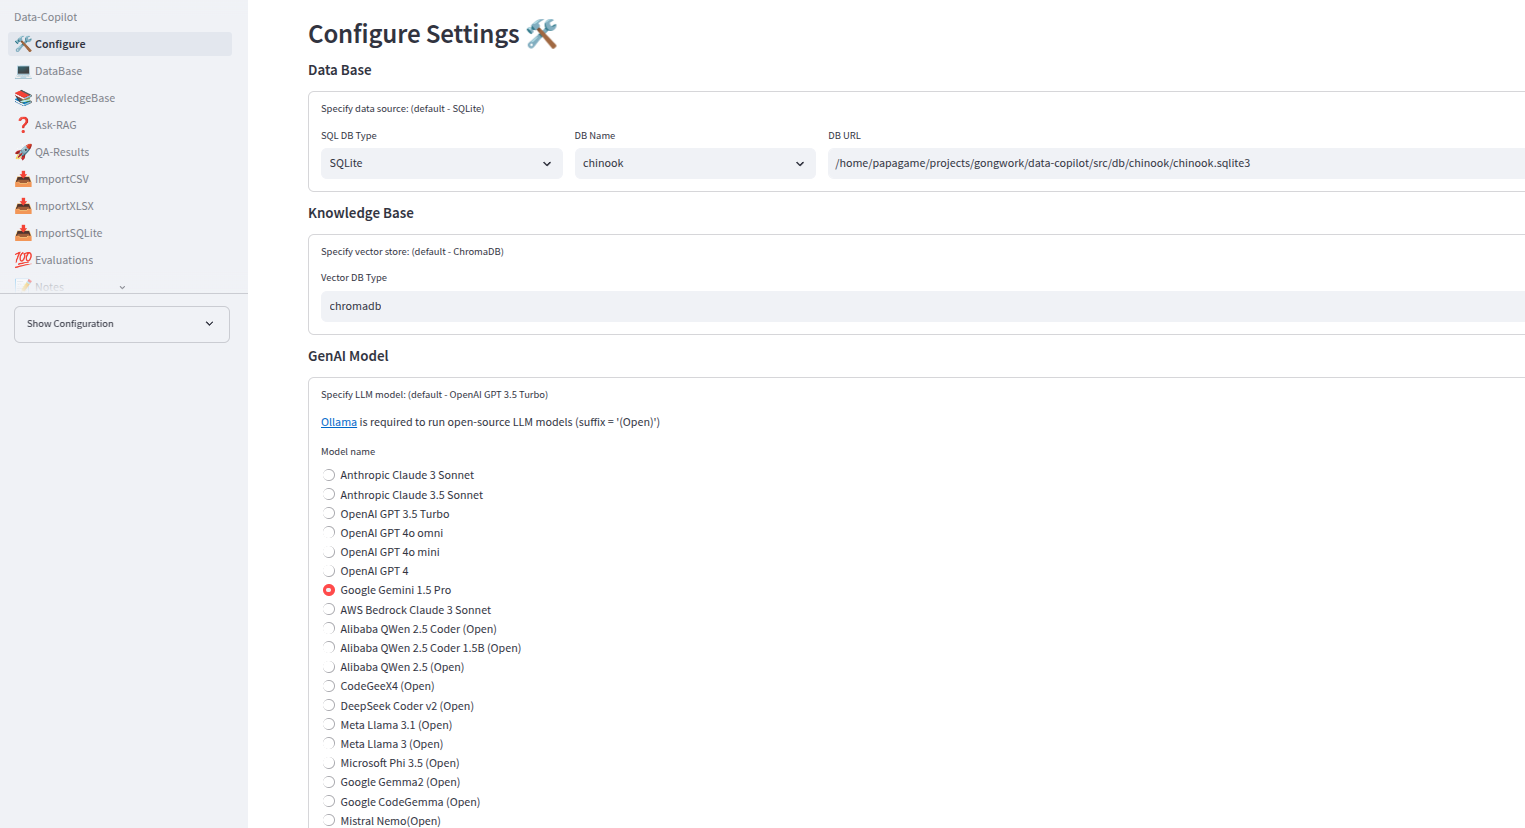 Data-Copilot
Configure
DataBase
KnowledgeBase
Ask-RAG
QA-Results
ImportCSV
ImportXLSX
ImportSQLite
Evaluations
Notes
Show Configuration
Configure Settings
Data Base
Specify data source: (default - SQLite)
SQL DB Type
DB Name
DB URL
SQLite
chinook
/home/papagame/projects/gongwork/data-copilot/src/db/chinook/chinook.sqlite3
Knowledge Base
Specify vector store: (default - ChromaDB)
Vector DB Type
chromadb
GenAI Model
Specify LLM model: (default - OpenAI GPT 3.5 Turbo)
Ollama is required to run open-source LLM models (suffix = '(Open)')
Model name
Anthropic Claude 3 Sonnet
Anthropic Claude 3.5 Sonnet
OpenAI GPT 3.5 Turbo
OpenAI GPT 4o omni
OpenAI GPT 4o mini
OpenAI GPT 4
Google Gemini 1.5 Pro
AWS Bedrock Claude 3 Sonnet
Alibaba QWen 2.5 Coder (Open)
Alibaba QWen 2.5 Coder 1.5B (Open)
Alibaba QWen 2.5 (Open)
CodeGeeX4 (Open)
DeepSeek Coder v2 (Open)
Meta Llama 3.1 (Open)
Meta Llama 3 (Open)
Microsoft Phi 3.5 (Open)
Google Gemma2 (Open)
Google CodeGemma (Open)
Mistral Nemo(Open)